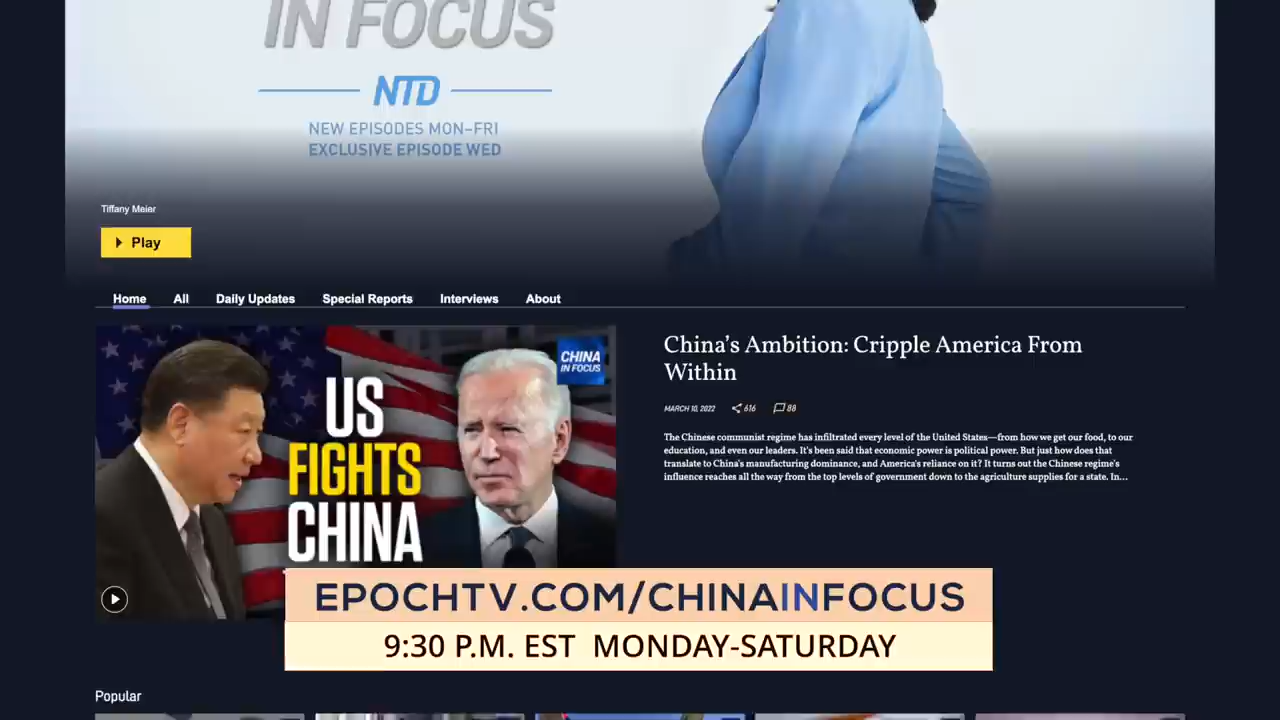 IN FOCUS
NTD
NEW EPISODES MON–FRI
EXCLUSIVE EPISODE WED
Tiffany Meier
Play
Home All Daily Updates Special Reports Interviews About
CHINA
IN FOCUS
US
FIGHTS
CHINA
China’s Ambition: Cripple America From
Within
MARCH 10, 2022 616 88
The Chinese communist regime has infiltrated every level of the United States—from how we get our food, to our
education, and even our leaders. It's been said that economic power is political power. But just how does that
translate to China's manufacturing dominance, and America's reliance on it? It turns out the Chinese regime's
influence reaches all the way from the top levels of government down to the agriculture supplies for a state. In...
EPOCHTV.COM/CHINAINFOCUS
9:30 P.M. EST MONDAY-SATURDAY
Popular